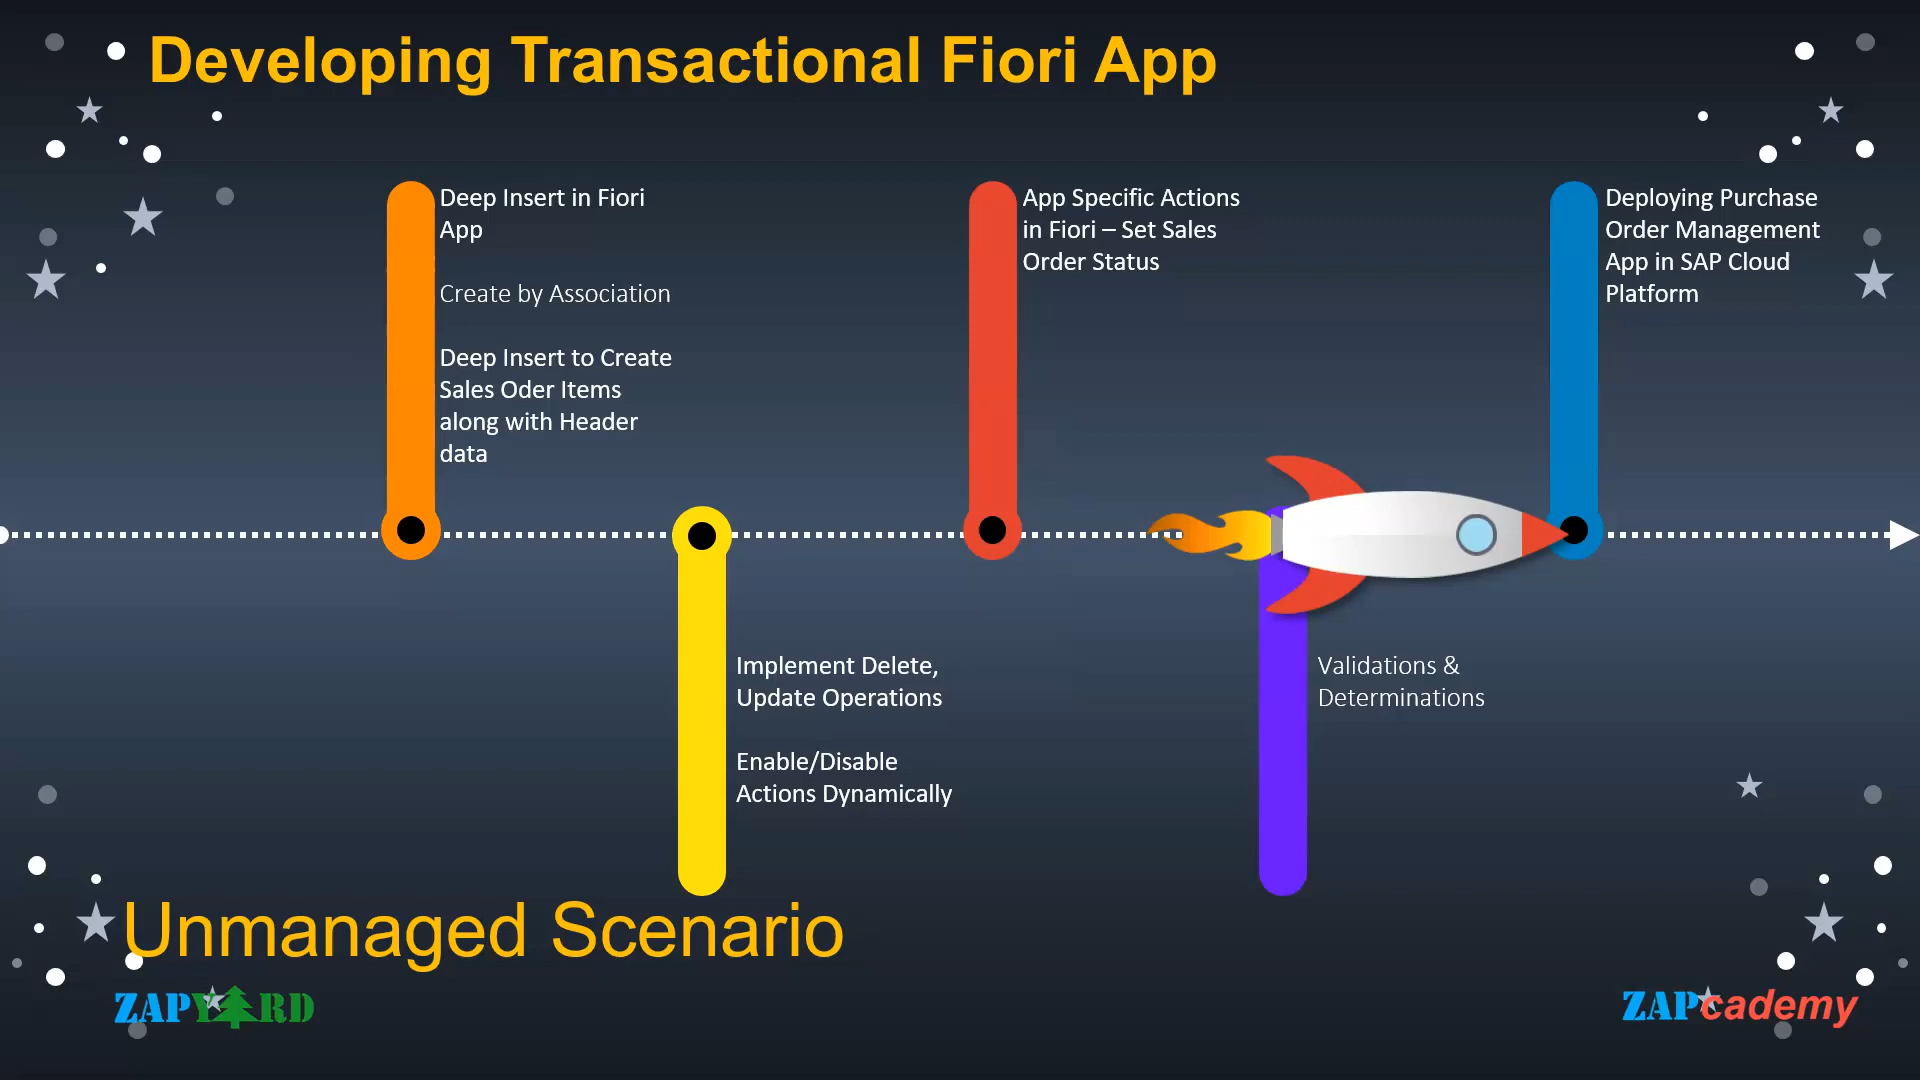 Developing Transactional Fiori App
Deep Insert in Fiori
App
Create by Association
Deep Insert to Create
Sales Oder Items
along with Header
data
App Specific Actions
in Fiori – Set Sales
Order Status
Deploying Purchase
Order Management
App in SAP Cloud
Platform
Implement Delete,
Update Operations
Enable/Disable
Actions Dynamically
Validations &
Determinations
Unmanaged Scenario
ZAPYARD
ZAPcademy